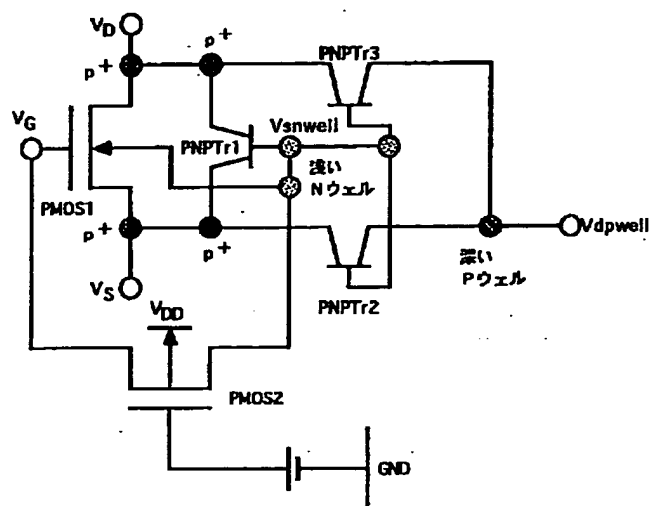 VD
p+
p+
PNPTr3
VG
Vsnwell
PNPTr1
浅い
Nウェル
PMOS1
p+
p+
Vdpwell
深い
Pウェル
VS
PNPTr2
VDD
PMOS2
GND